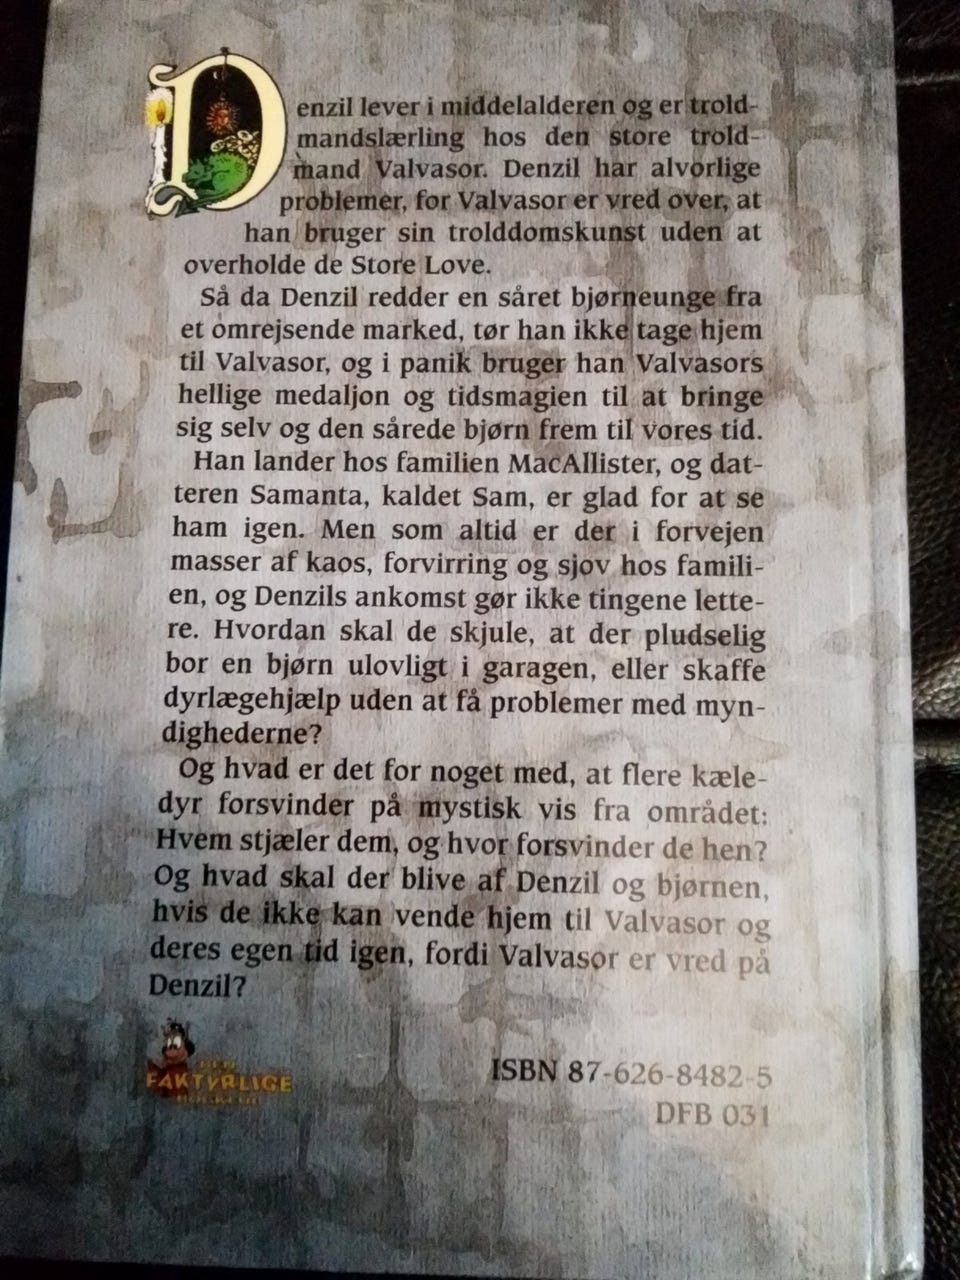 Denzil lever i middelalderen og er trold-
mandslærling hos den store trold-
mand Valvasor. Denzil har alvorlige
problemer, for Valvasor er vred over, at
han bruger sin trolddomskunst uden at
overholde de Store Love.
Så da Denzil redder en såret bjørneunge fra
et omrejsende marked, tør han ikke tage hjem
til Valvasor, og i panik bruger han Valvasors
hellige medaljon og tidsmagien til at bringe
sig selv og den sårede bjørn frem til vores tid.
Han lander hos familien MacAllister, og dat-
teren Samanta, kaldet Sam, er glad for at se
ham igen. Men som altid er der i forvejen
masser af kaos, forvirring og sjov hos famili-
en, og Denzils ankomst gør ikke tingene lette-
re. Hvordan skal de skjule, at der pludselig
bor en bjørn ulovligt i garagen, eller skaffe
dyrlægehjælp uden at få problemer med myn-
dighederne?
Og hvad er det for noget med, at flere kæle-
dyr forsvinder på mystisk vis fra området:
Hvem stjæler dem, og hvor forsvinder de hen?
Og hvad skal der blive af Denzil og bjørnen,
hvis de ikke kan vende hjem til Valvasor og
deres egen tid igen, fordi Valvasor er vred på
Denzil?
FAKTYRLIGE
ISBN 87-626-8482-5
DFB 031